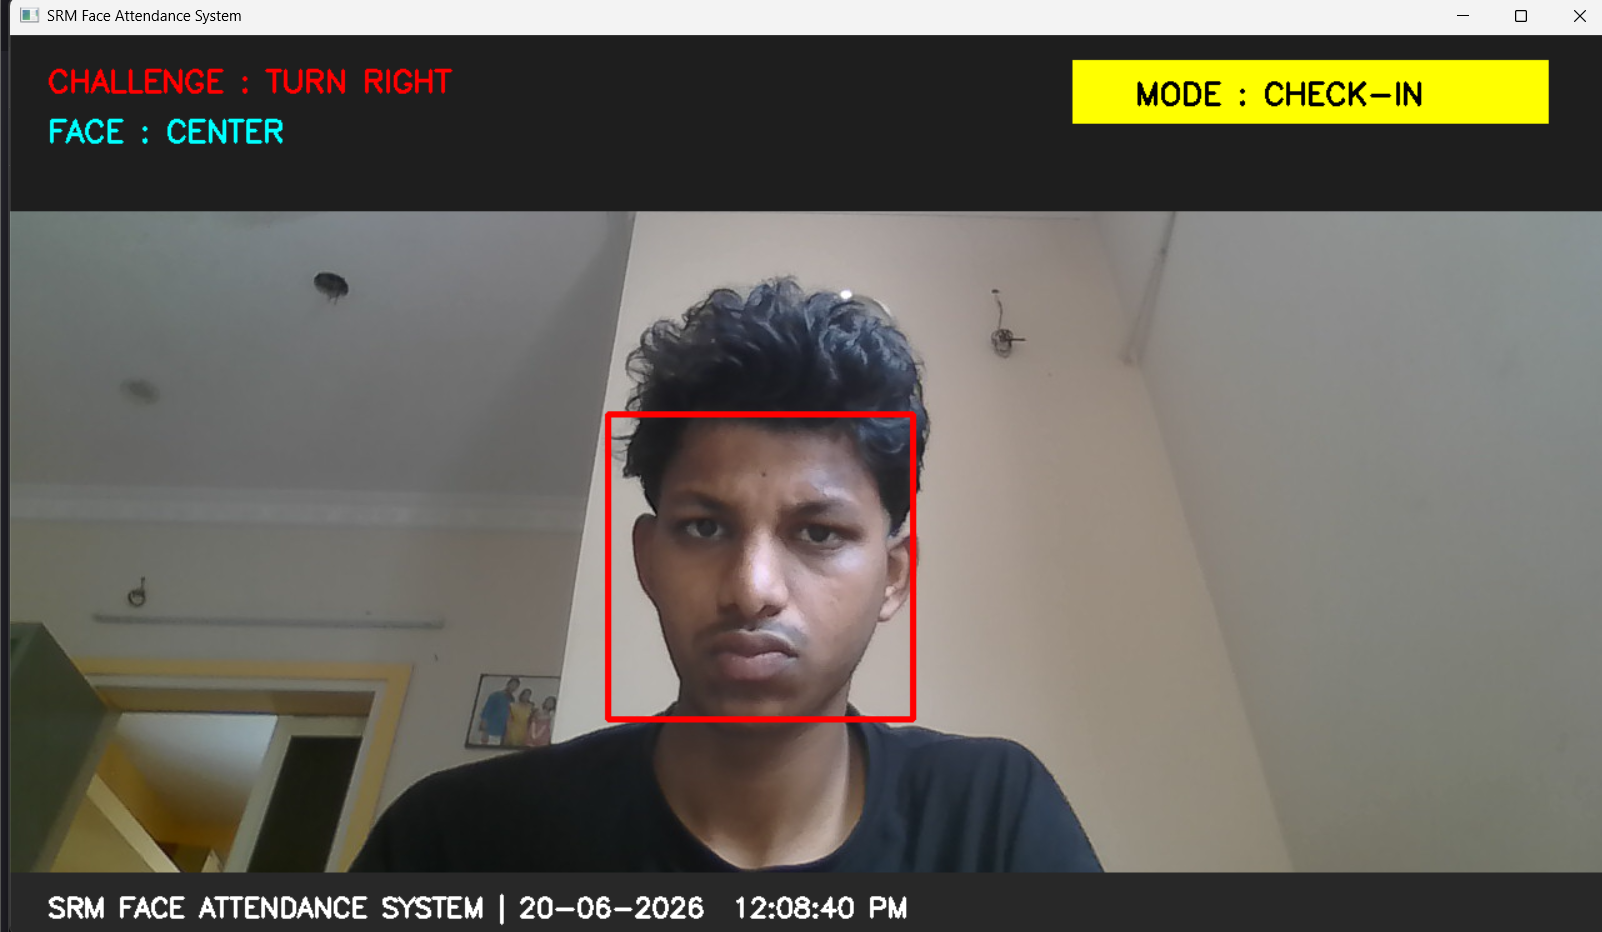 SRM Face Attendance System
CHALLENGE : TURN RIGHT
FACE : CENTER
MODE : CHECK-IN
SRM FACE ATTENDANCE SYSTEM | 20-06-2026 12:08:40 PM